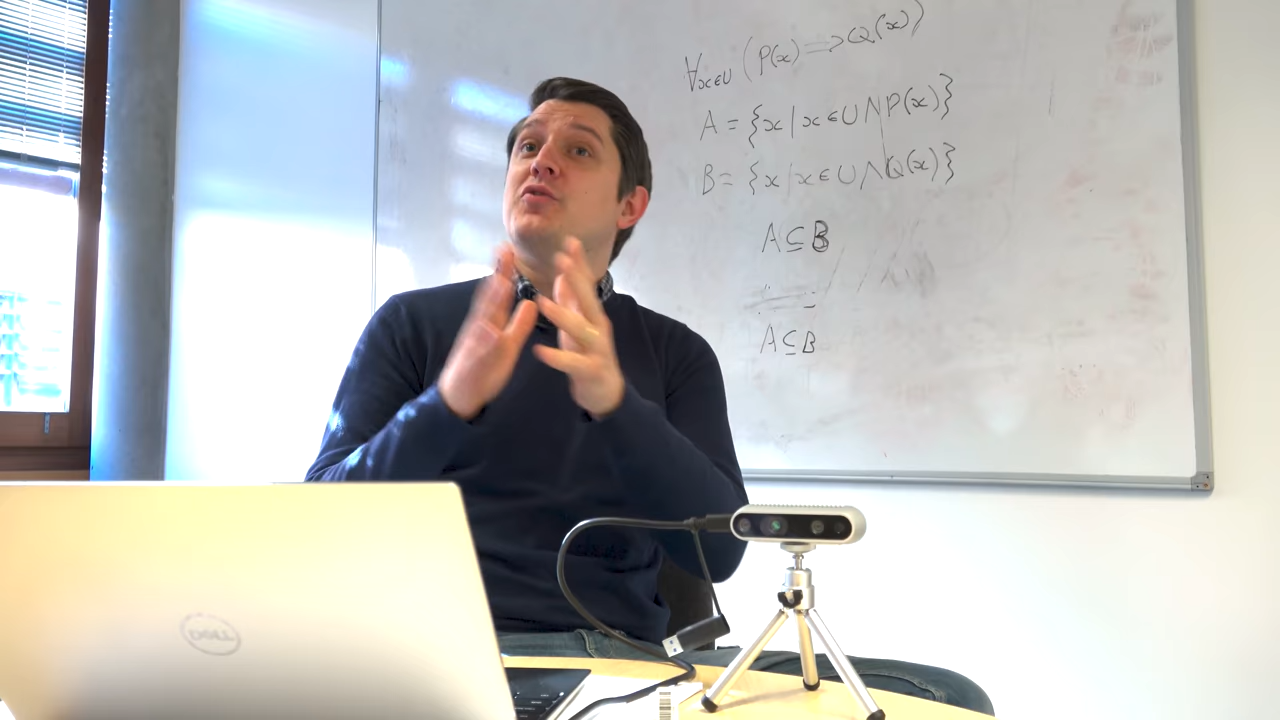 ∀x∈U (P(x) => Q(x))
A = {x | x ∈ U ∧ P(x)}
B = {x | x ∈ U ∧ Q(x)}
A ⊆ B
A ⊆ B
DELL